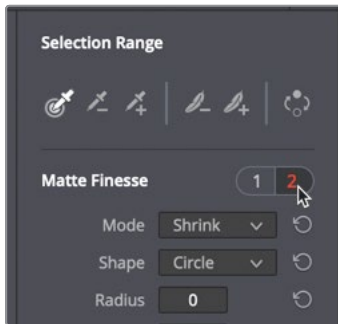 Selection Range
Matte Finesse 1 2
Mode Shrink
Shape Circle
Radius 0